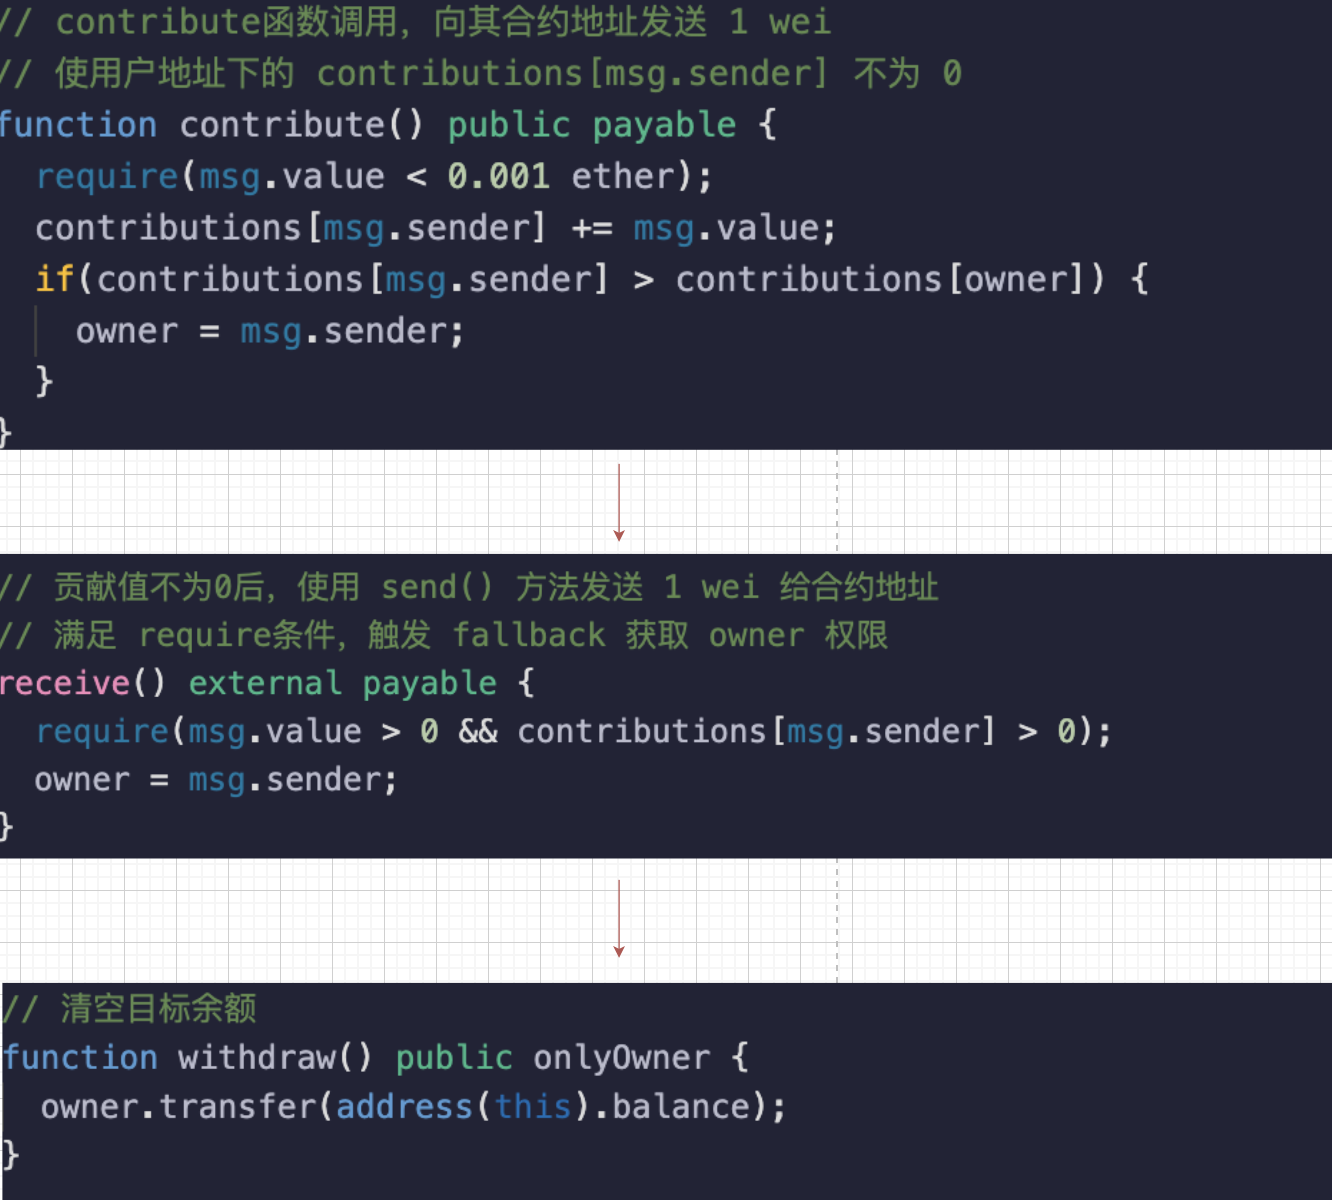 // contribute函数调用，向其合约地址发送 1 wei
// 使用户地址下的 contributions[msg.sender] 不为 0
function contribute() public payable {
  require(msg.value < 0.001 ether);
  contributions[msg.sender] += msg.value;
  if(contributions[msg.sender] > contributions[owner]) {
    owner = msg.sender;
  }
}
// 贡献值不为0后，使用 send() 方法发送 1 wei 给合约地址
// 满足 require条件，触发 fallback 获取 owner 权限
receive() external payable {
  require(msg.value > 0 && contributions[msg.sender] > 0);
  owner = msg.sender;
}
// 清空目标余额
function withdraw() public onlyOwner {
  owner.transfer(address(this).balance);
}